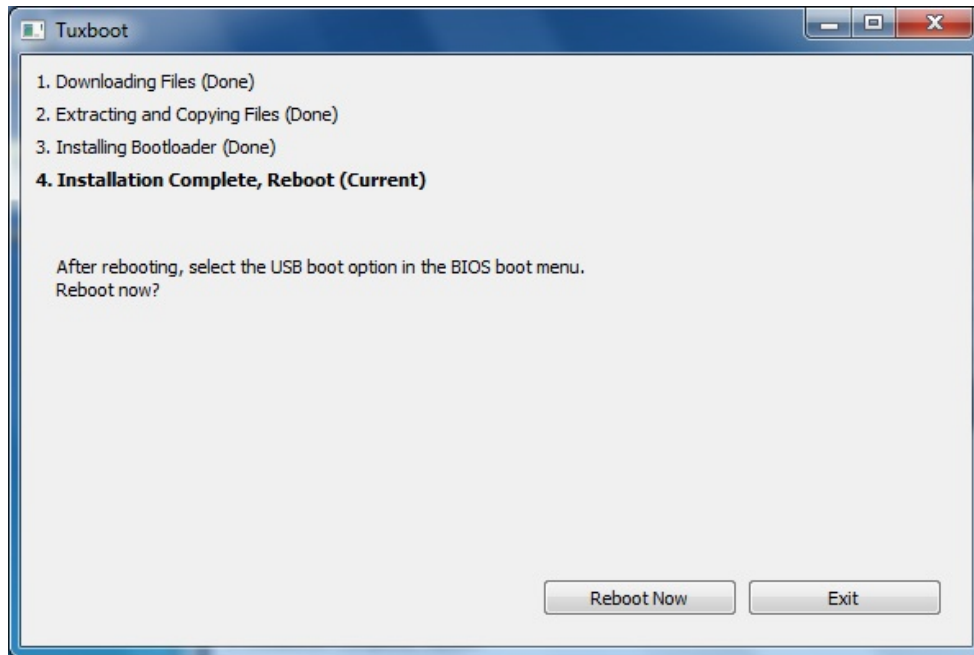 Tuxboot
1. Downloading Files (Done)
2. Extracting and Copying Files (Done)
3. Installing Bootloader (Done)
4. Installation Complete, Reboot (Current)
After rebooting, select the USB boot option in the BIOS boot menu.
Reboot now?
Reboot Now
Exit